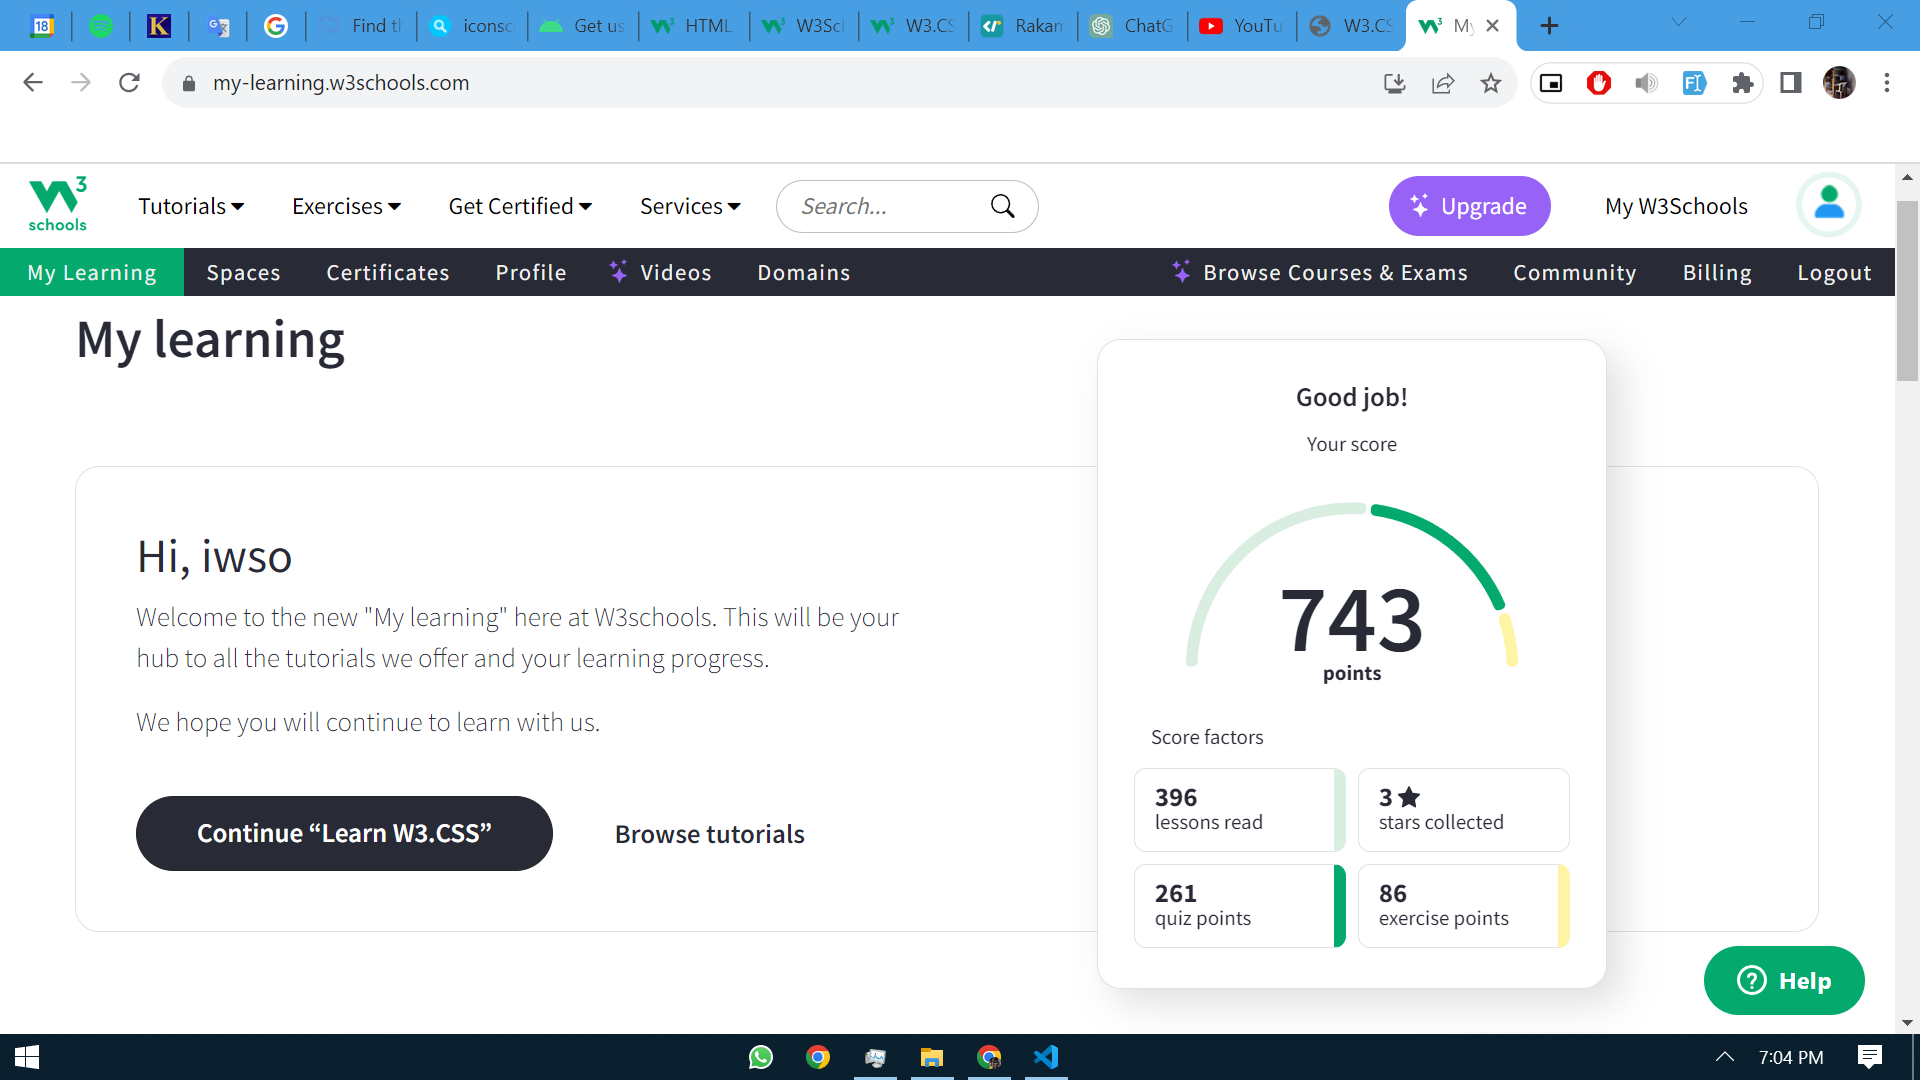 18
K
Find th
iconsc
Get us
HTML
W3Sch
W3.CS
Rakam
ChatG
YouTu
W3.CS
My
my-learning.w3schools.com
W3
schools
Tutorials
Exercises
Get Certified
Services
Search...
Upgrade
My W3Schools
My Learning
Spaces
Certificates
Profile
Videos
Domains
Browse Courses & Exams
Community
Billing
Logout
My learning
Hi, iwso
Welcome to the new "My learning" here at W3schools. This will be your
hub to all the tutorials we offer and your learning progress.
We hope you will continue to learn with us.
Continue “Learn W3.CSS”
Browse tutorials
Good job!
Your score
743
points
Score factors
396
lessons read
3
stars collected
261
quiz points
86
exercise points
Help
7:04 PM